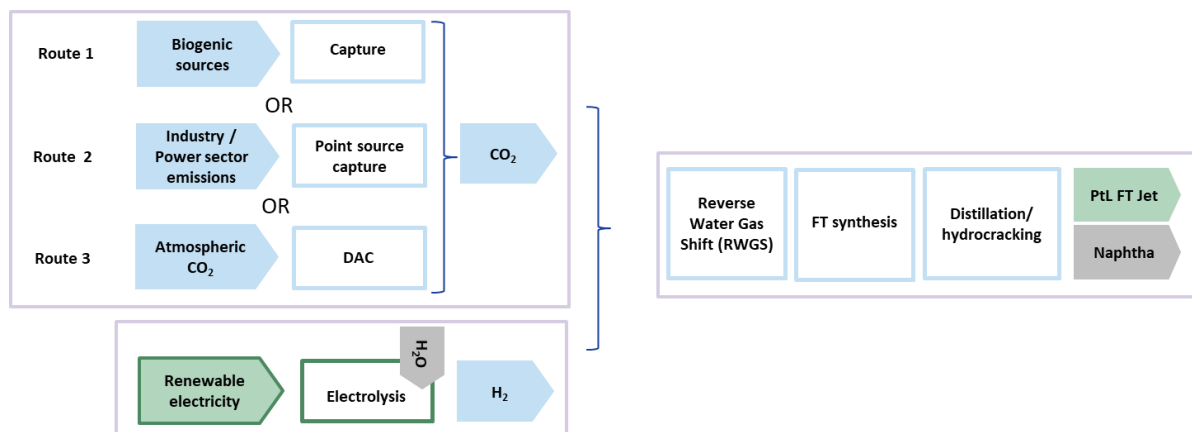 Route 1
Biogenic
sources
Capture
OR
Route 2
Industry /
Power sector
emissions
Point source
capture
CO₂
OR
Route 3
Atmospheric
CO₂
DAC
Renewable
electricity
Electrolysis
H₂O
H₂
Reverse
Water Gas
Shift (RWGS)
FT synthesis
Distillation/
hydrocracking
PtL FT Jet
Naphtha